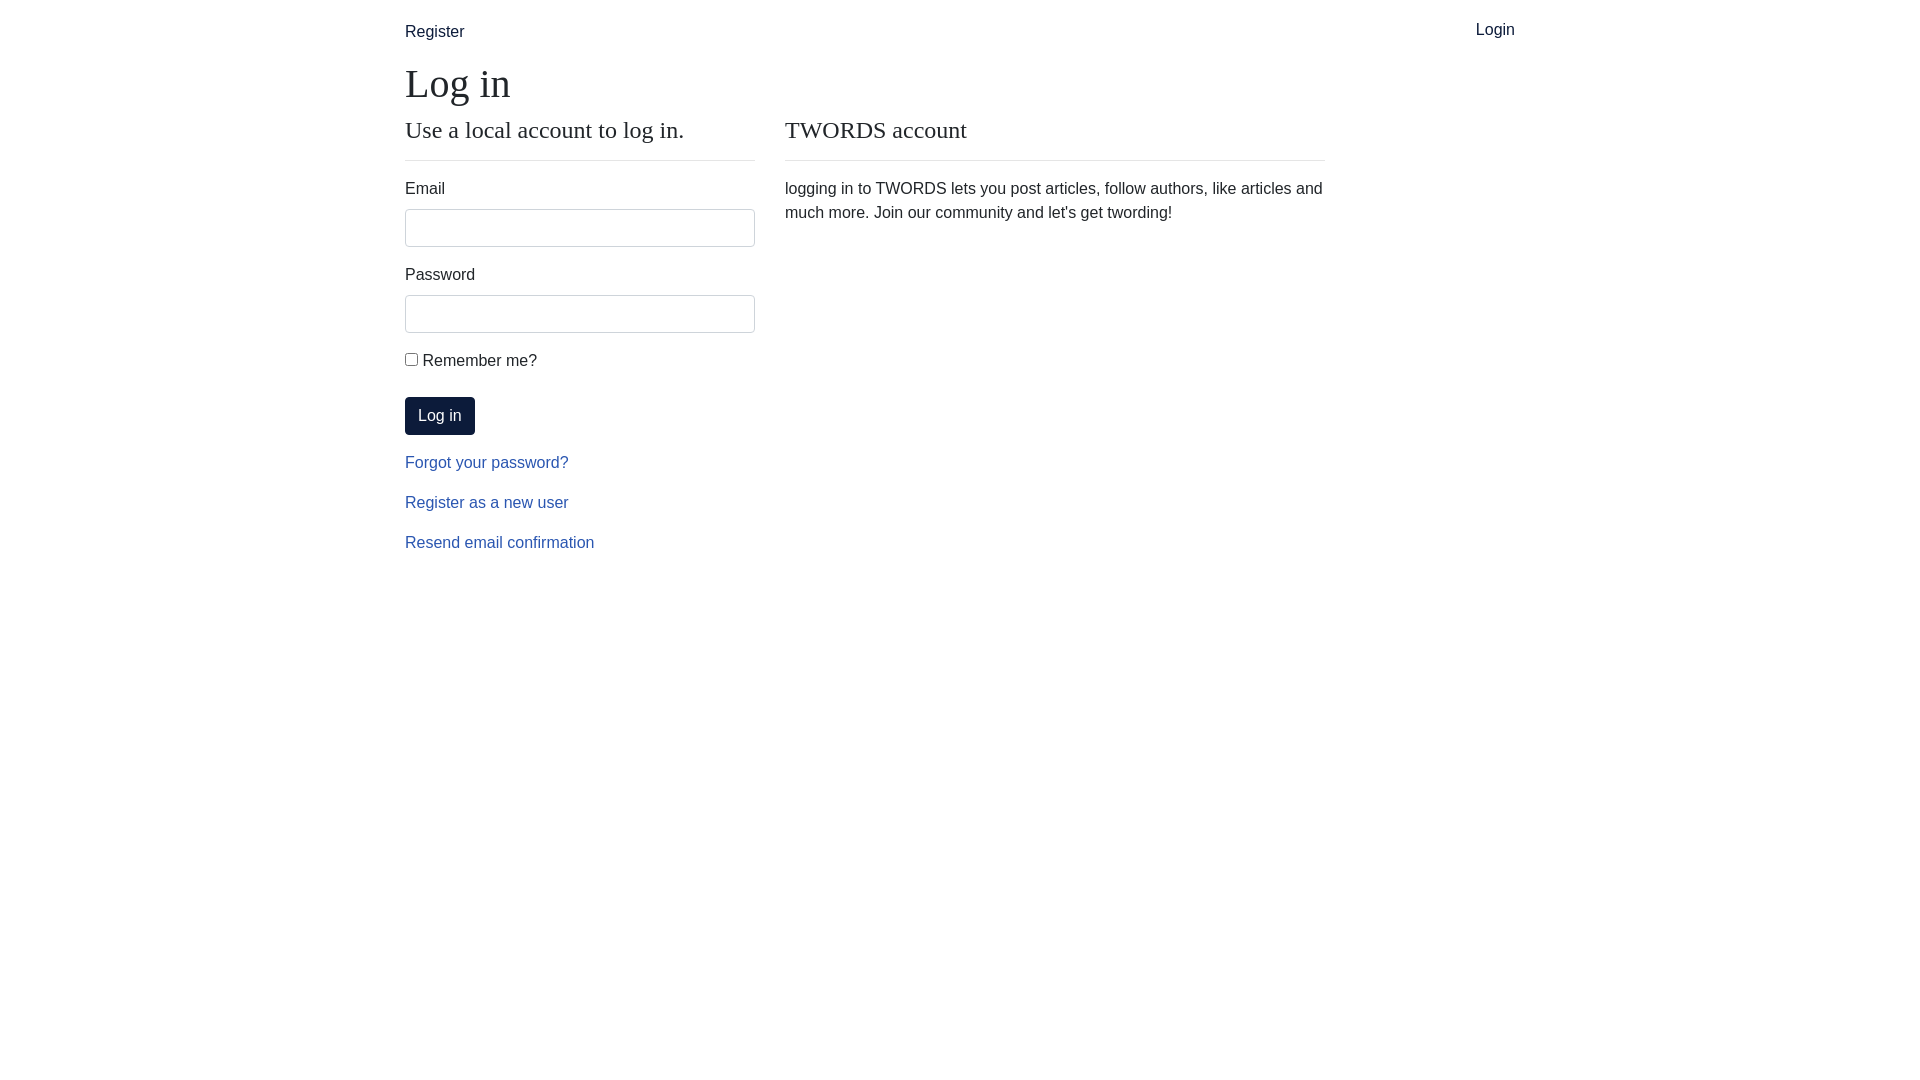 Register
Login
Log in
Use a local account to log in.
Email
Password
Remember me?
Log in
Forgot your password?
Register as a new user
Resend email confirmation
TWORDS account
logging in to TWORDS lets you post articles, follow authors, like articles and
much more. Join our community and let's get twording!